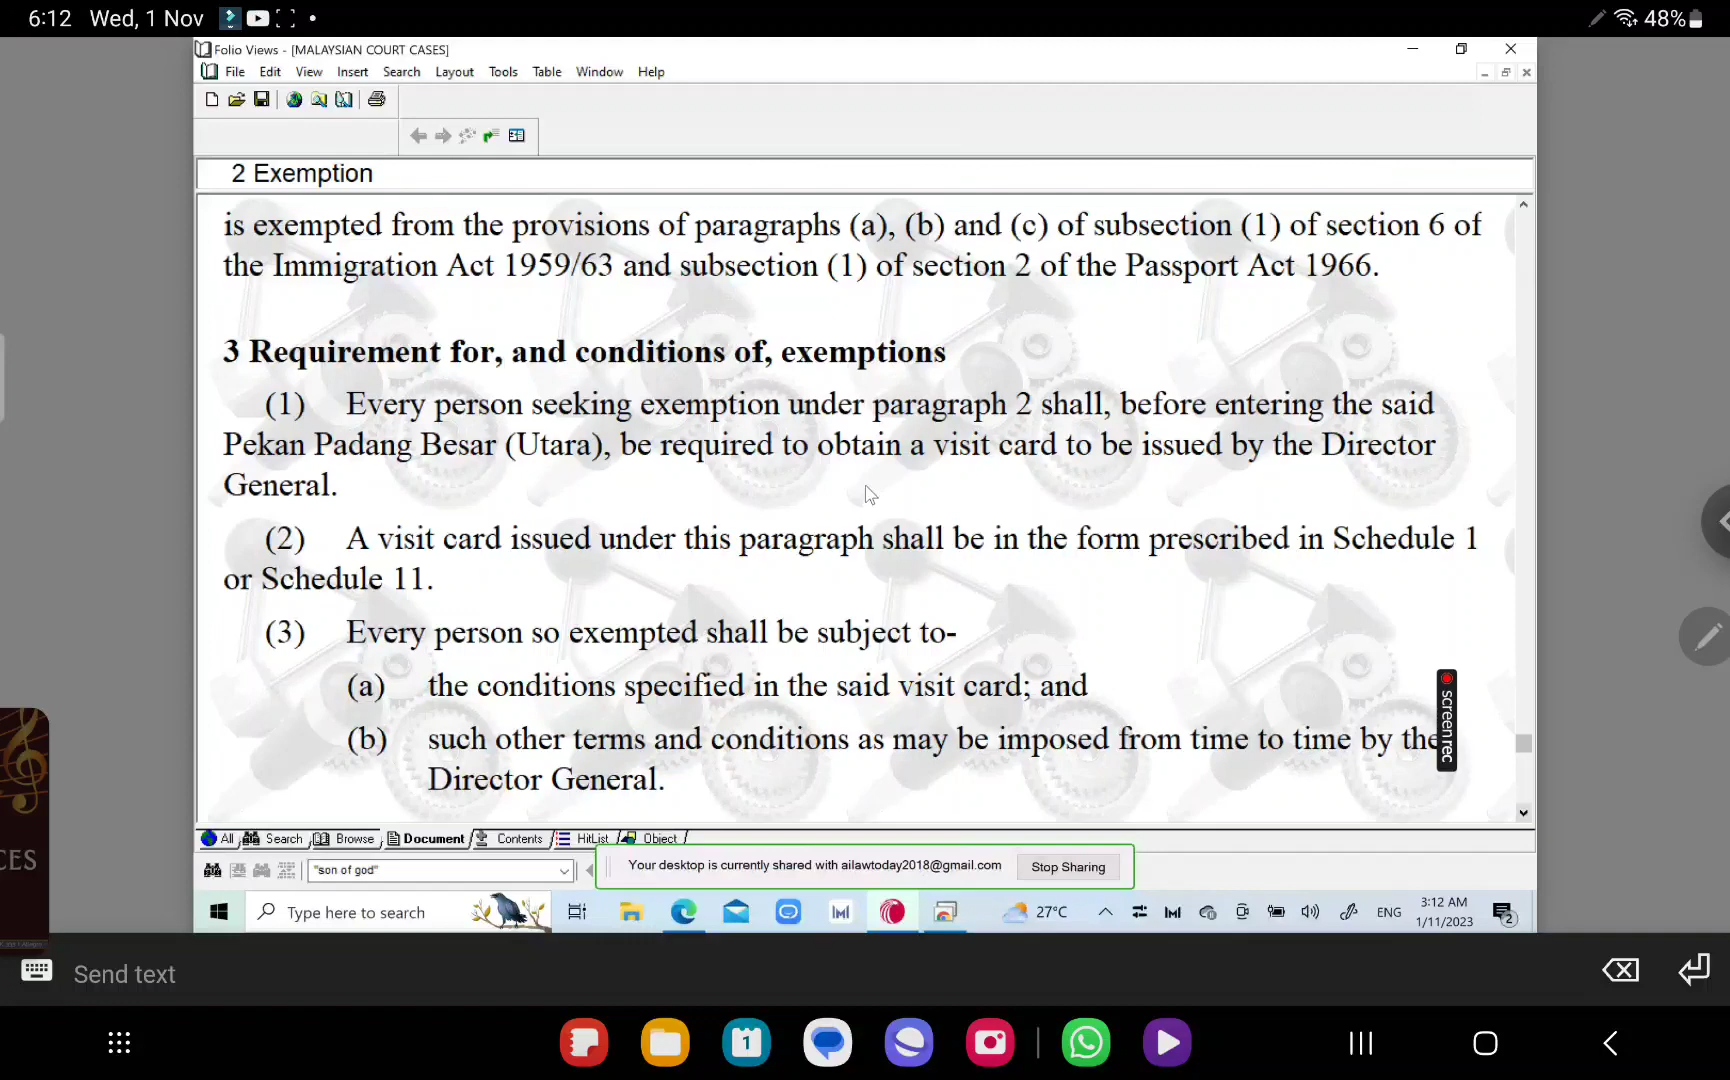 6:12 Wed, 1 Nov
48%
Folio Views - [MALAYSIAN COURT CASES]
File Edit View Insert Search Layout Tools Table Window Help
2 Exemption
is exempted from the provisions of paragraphs (a), (b) and (c) of subsection (1) of section 6 of
the Immigration Act 1959/63 and subsection (1) of section 2 of the Passport Act 1966.
3 Requirement for, and conditions of, exemptions
(1) Every person seeking exemption under paragraph 2 shall, before entering the said
Pekan Padang Besar (Utara), be required to obtain a visit card to be issued by the Director
General.
(2) A visit card issued under this paragraph shall be in the form prescribed in Schedule 1
or Schedule 11.
(3) Every person so exempted shall be subject to-
(a) the conditions specified in the said visit card; and
(b) such other terms and conditions as may be imposed from time to time by the
Director General.
screenrec
CES
All Search Browse Document Contents HitList Object
"son of god"
Your desktop is currently shared with ailawtoday2018@gmail.com
Stop Sharing
Type here to search
27°C
ENG
3:12 AM
1/11/2023
2
Send text
1